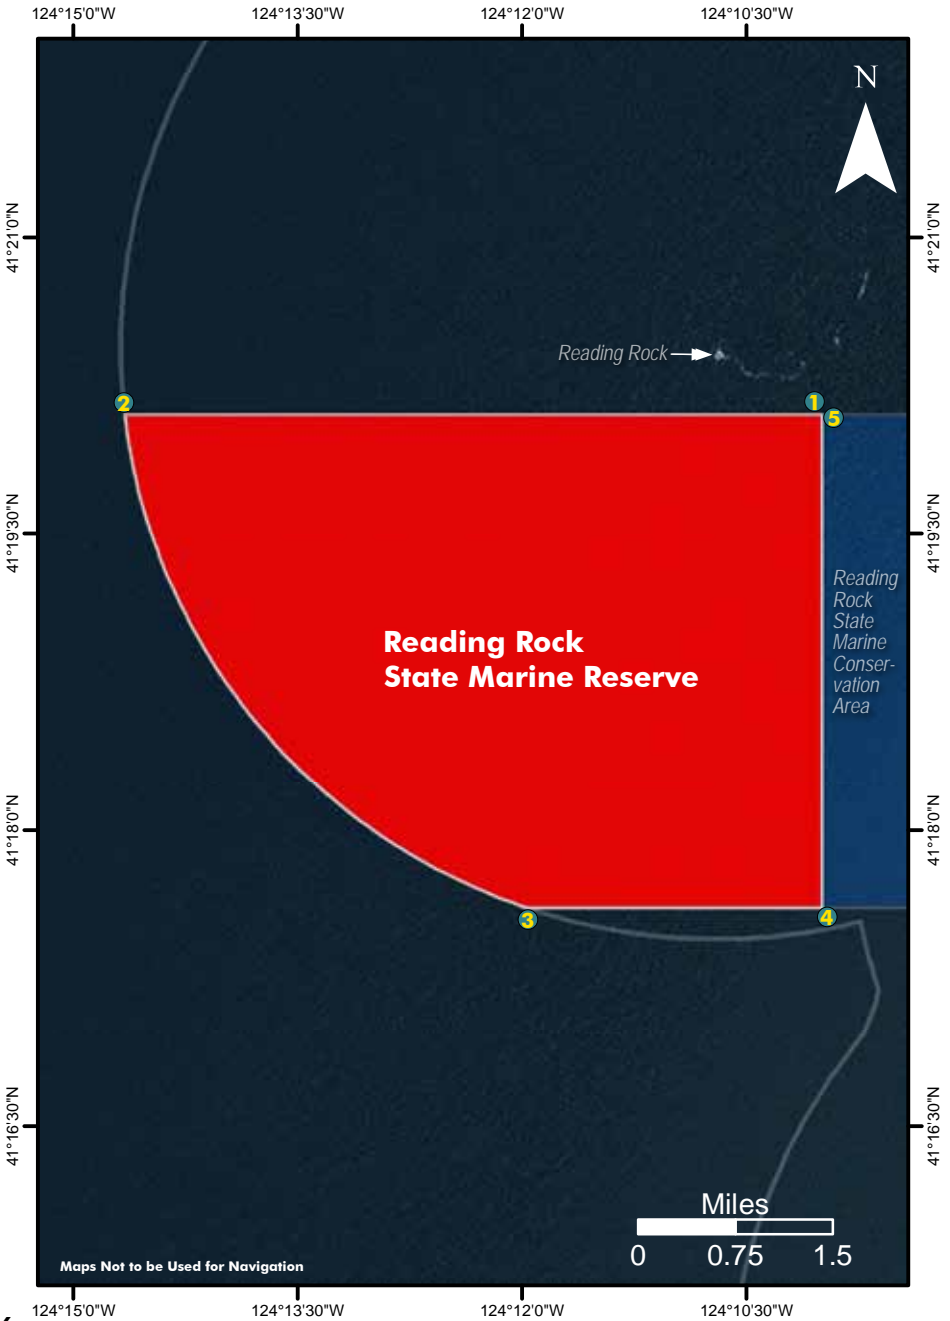 124°15'0"W 124°13'30"W 124°12'0"W 124°10'30"W
N
41°21'0"N 41°21'0"N
Reading Rock
2 1
5
41°19'30"N 41°19'30"N
Reading
Rock
State
Marine
Conser-
vation
Area
Reading Rock
State Marine Reserve
41°18'0"N 41°18'0"N
3 4
41°16'30"N 41°16'30"N
Miles
0 0.75 1.5
Maps Not to be Used for Navigation
124°15'0"W 124°13'30"W 124°12'0"W 124°10'30"W